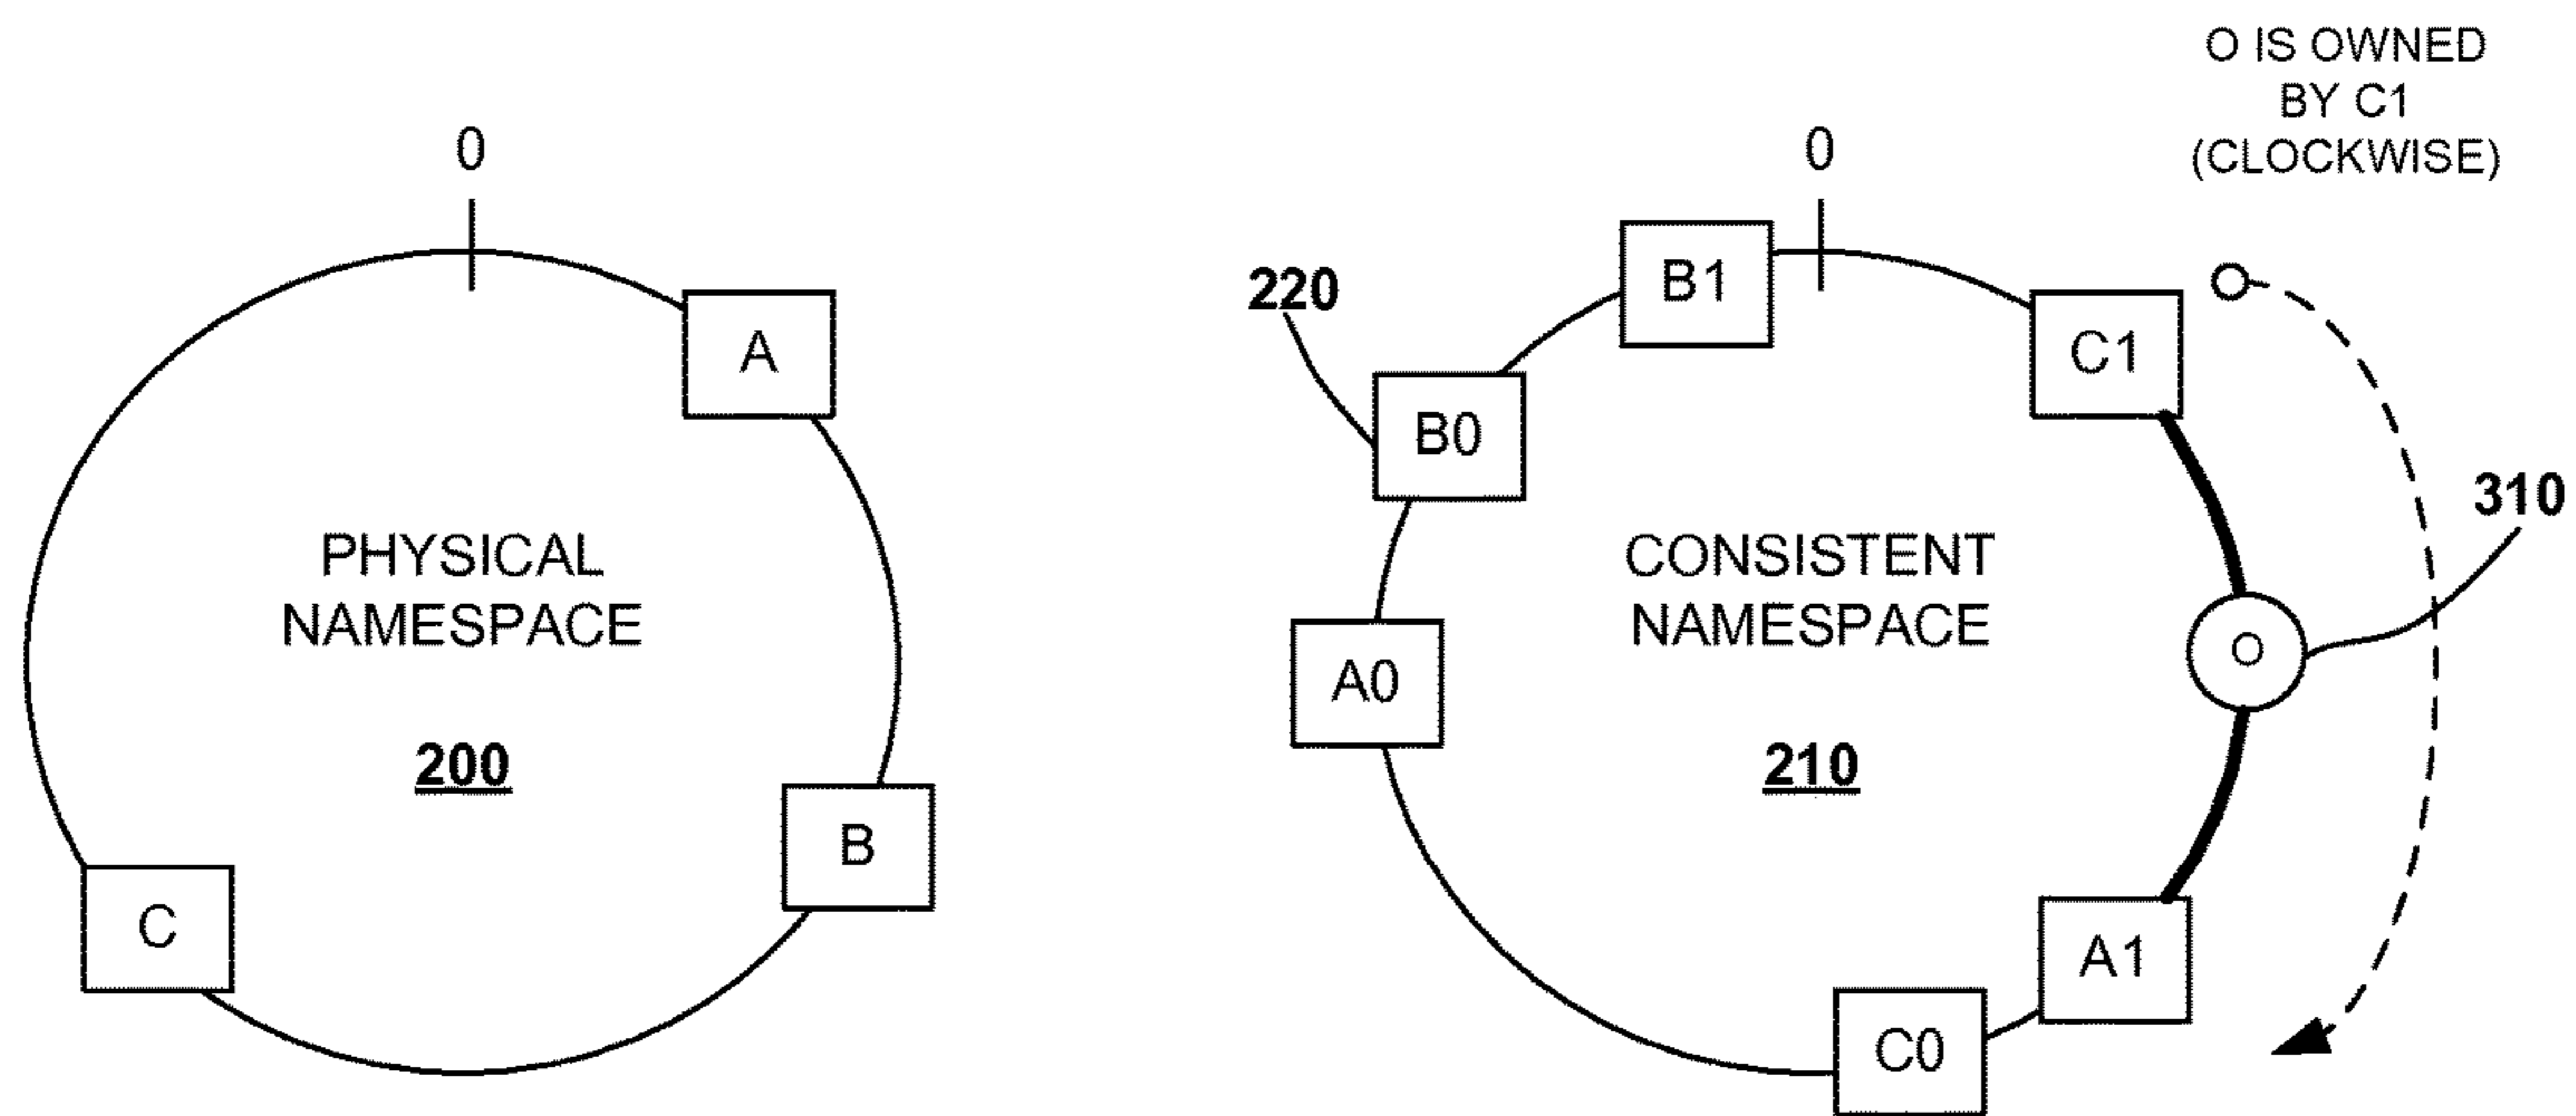 0
A
PHYSICAL
NAMESPACE
200
B
C
O IS OWNED
BY C1
(CLOCKWISE)
0
B1
220
C1
B0
310
CONSISTENT
NAMESPACE
O
A0
210
A1
C0